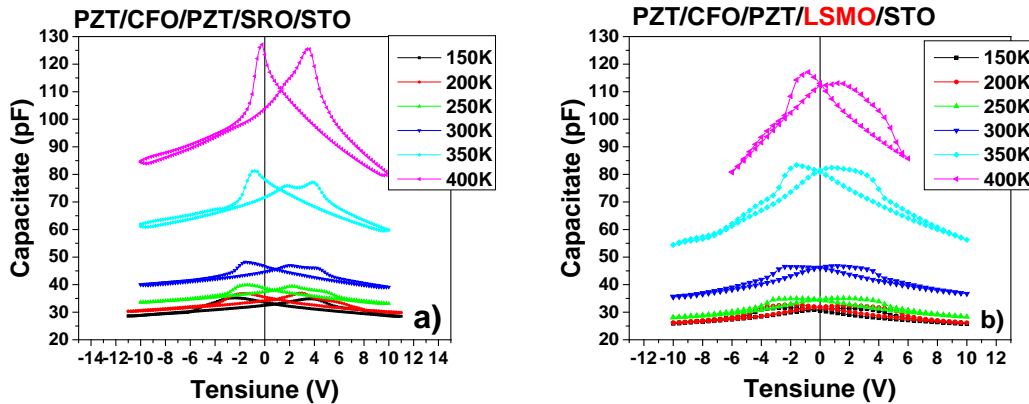 PZT/CFO/PZT/SRO/STO
130
120
110
100
90
80
70
60
50
40
30
20
Capacitate (pF)
-14 -12 -10 -8 -6 -4 -2 0 2 4 6 8 10 12 14
Tensiune (V)
150K
200K
250K
300K
350K
400K
a)
PZT/CFO/PZT/LSMO/STO
130
120
110
100
90
80
70
60
50
40
30
20
Capacitate (pF)
-12 -10 -8 -6 -4 -2 0 2 4 6 8 10 12
Tensiune (V)
150K
200K
250K
300K
350K
400K
b)